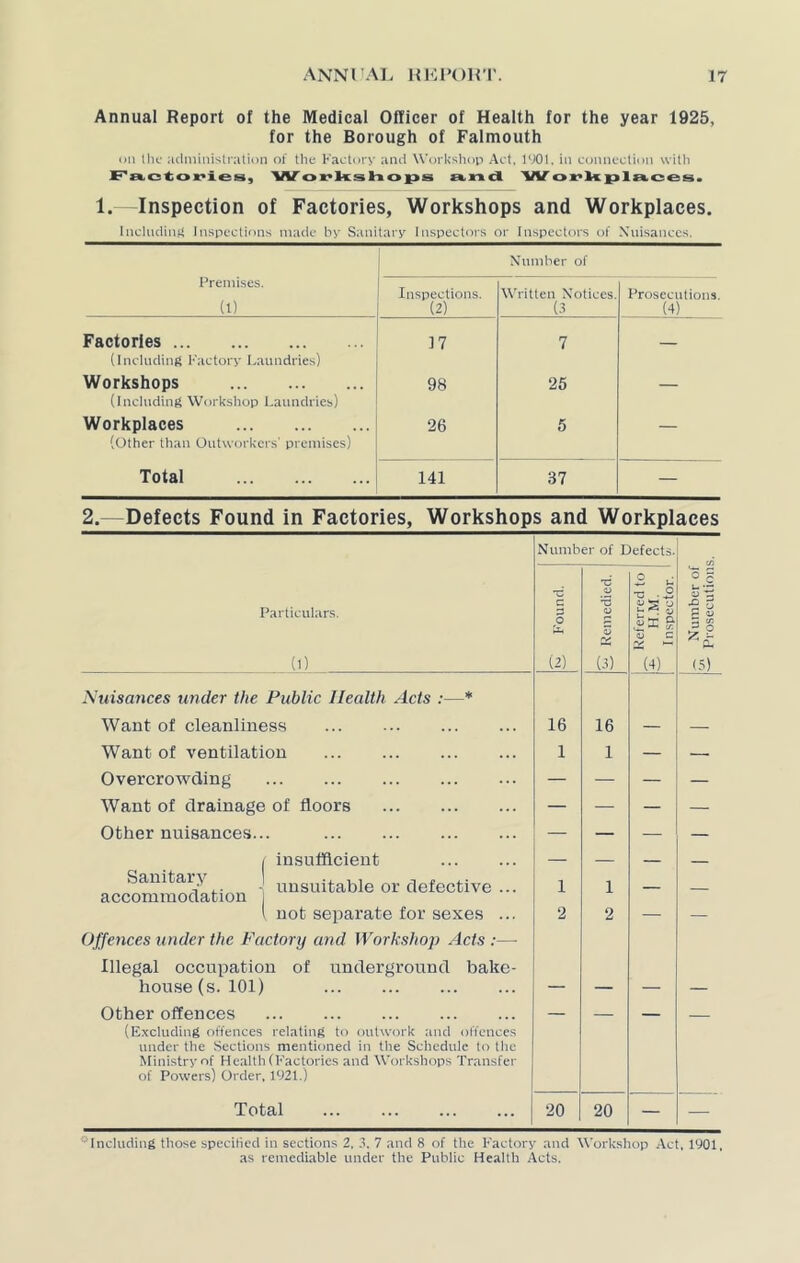 ANNUAL REPORT. 17
Annual Report of the Medical Officer of Health for the year 1925,
for the Borough of Falmouth
on the administration of the Factory and Workshop Act, 1901, in connection with
Factories, Workshops and Workplaces.
1.—Inspection of Factories, Workshops and Workplaces.
Including Inspections made by Sanitary Inspectors or Inspectors of Nuisances.
Number of
Premises. Inspections. Written Notices. Prosecutions.
(1) (2) (3 (4)
Factories ... ... ... ... 17 7 —
(Including Factory Laundries)
Workshops ... ... ... 98 25 —
(Including Workshop Laundries)
Workplaces ... ... ... 26 5 —
(Other than Outworkers' premises)
Total ... ... ... 141 37 —
2.—Defects Found in Factories, Workshops and Workplaces
Number of Defects.
Particulars. Found. Remedied. Referred to H.M. Inspector. Number of Prosecutions.
(1) (2) (3) (4) (5)
Nuisances under the Public Health Acts :—*
Want of cleanliness ... ... ... ... 16 16 — —
Want of ventilation ... ... ... ... 1 1 — —
Overcrowding ... ... ... ... ... — — — —
Want of drainage of floors ... ... ... — — — —
Other nuisances... ... ... ... ... — — — —
Sanitary accommodation { insufficient ... ... — — — —
unsuitable or defective ... 1 1 — —
not separate for sexes ... 2 2 — —
Offences under the Factory and Workshop Acts :—
Illegal occupation of underground bake-
house (s. 101) ... ... ... ... — — — —
Other offences ... ... ... ... ... — — — —
(Excluding offences relating to outwork and offences
under the Sections mentioned in the Schedule to the
Ministry of Health (Factories and Workshops Transfer
of Powers) Order, 1921.)
Total ... ... ... ... 20 20 — —
*Including those specified in sections 2, 3, 7 and 8 of the Factory and Workshop Act, 1901,
as remediable under the Public Health Acts.